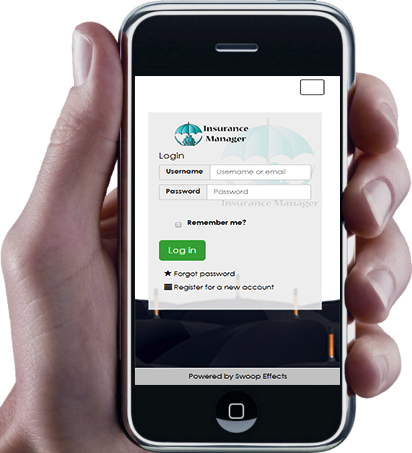 Insurance
Manager
Login
Username Username or email
Password Password
Insurance Manager
Remember me?
Log in
Forgot password
Register for a new account
Powered by Swoop Effects